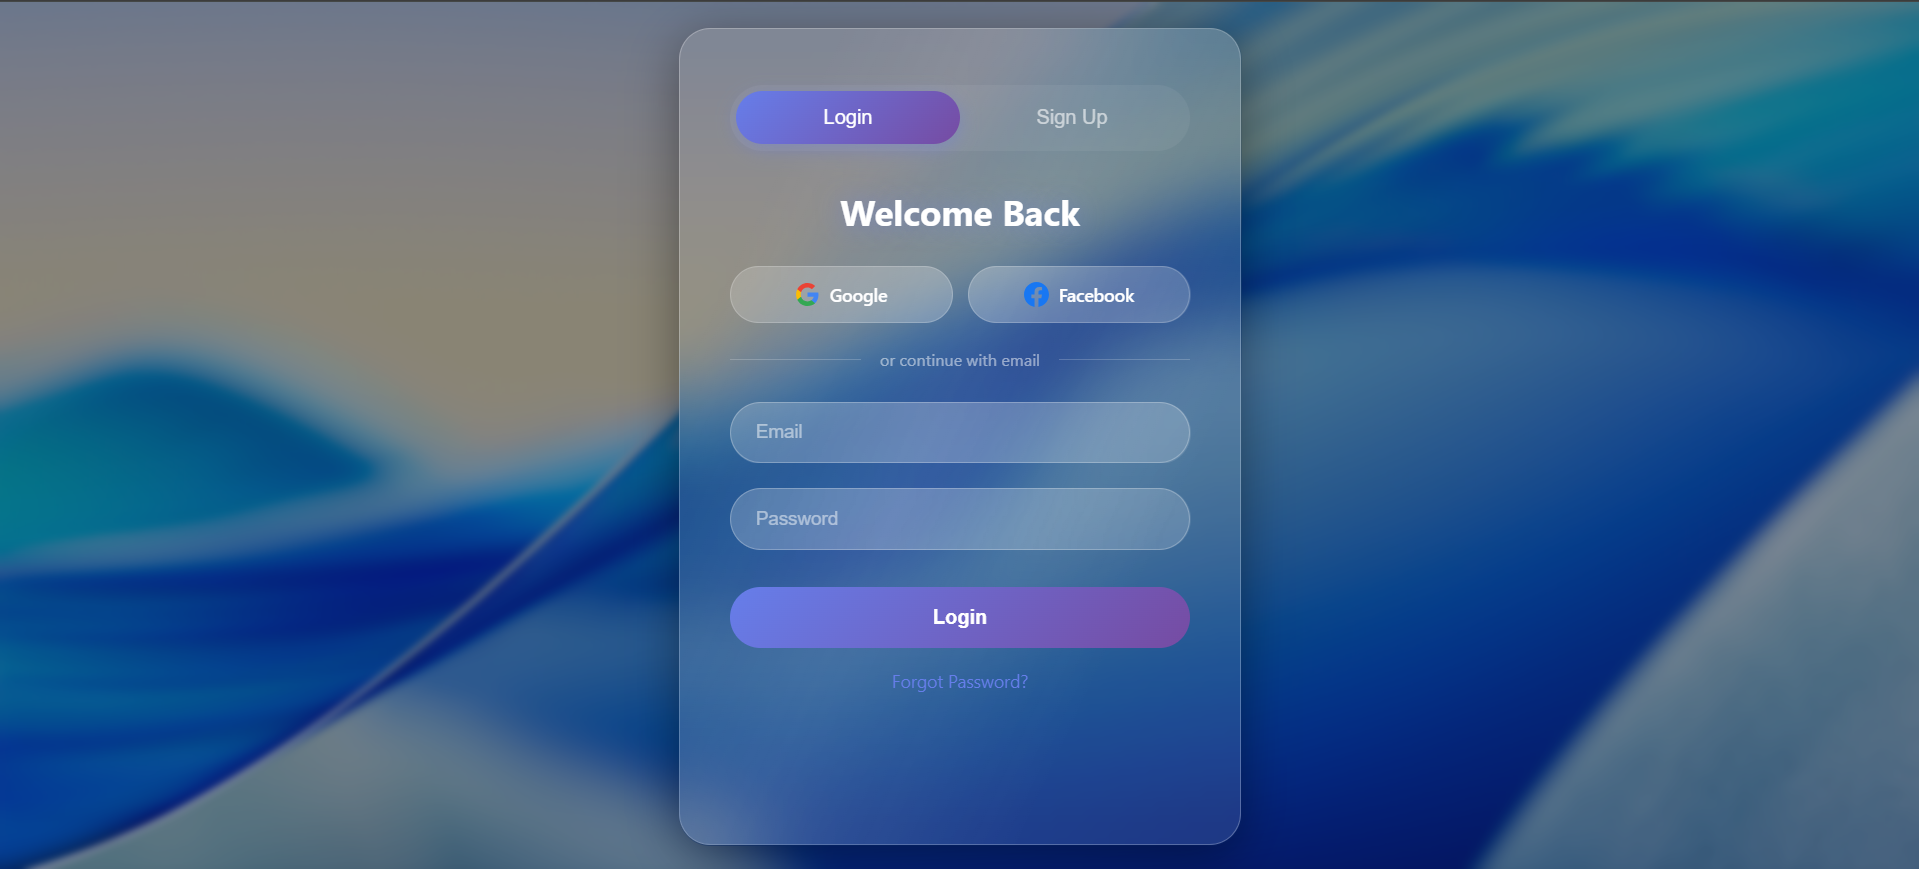 Login
Sign Up
Welcome Back
Google
Facebook
or continue with email
Email
Password
Login
Forgot Password?